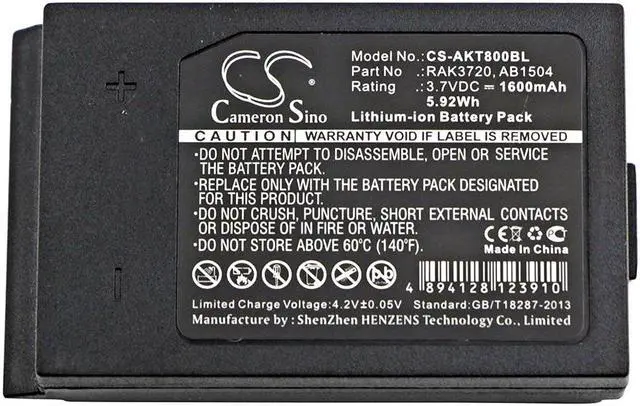 CS
Cameron Sino
Model No.:CS-AKT800BL
Part No :RAK3720, AB1504
Rating :3.7VDC ⎓ 1600mAh
5.92Wh
Lithium-ion Battery Pack
CAUTION WARRANTY VOID IF LABEL IS REMOVED
•DO NOT ATTEMPT TO DISASSEMBLE, OPEN OR SERVICE
THE BATTERY PACK.
•REPLACE ONLY WITH THE BATTERY PACK DESIGNATED
FOR THIS PRODUCT.
•DO NOT CRUSH, PUNCTURE, SHORT EXTERNAL CONTACTS
OR DISPOSE OF IN FIRE OR WATER.
•DO NOT STORE ABOVE 60°C (140°F)
CE
Made In China
4 894128 123910
Limited Charge Voltage:4.2V±0.05V Standard:GB/T18287-2013
Manufacturer: ShenZhen HENZENS Technology Co., Ltd.
+
−